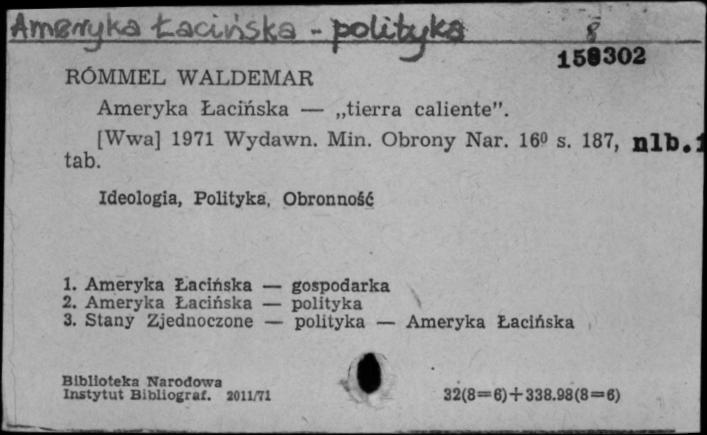 Ameryka Łacińska - polityka
8
158302
RÓMMEL WALDEMAR
Ameryka Łacińska — „tierra caliente".
[Wwa] 1971 Wydawn. Min. Obrony Nar. 16⁰ s. 187, nlb.1
tab.
Ideologia, Polityka, Obronność
1. Ameryka Łacińska — gospodarka
2. Ameryka Łacińska — polityka
3. Stany Zjednoczone — polityka — Ameryka Łacińska
Biblioteka Narodowa
Instytut Bibliograf. 2011/71
32(8=6)+338.98(8=6)